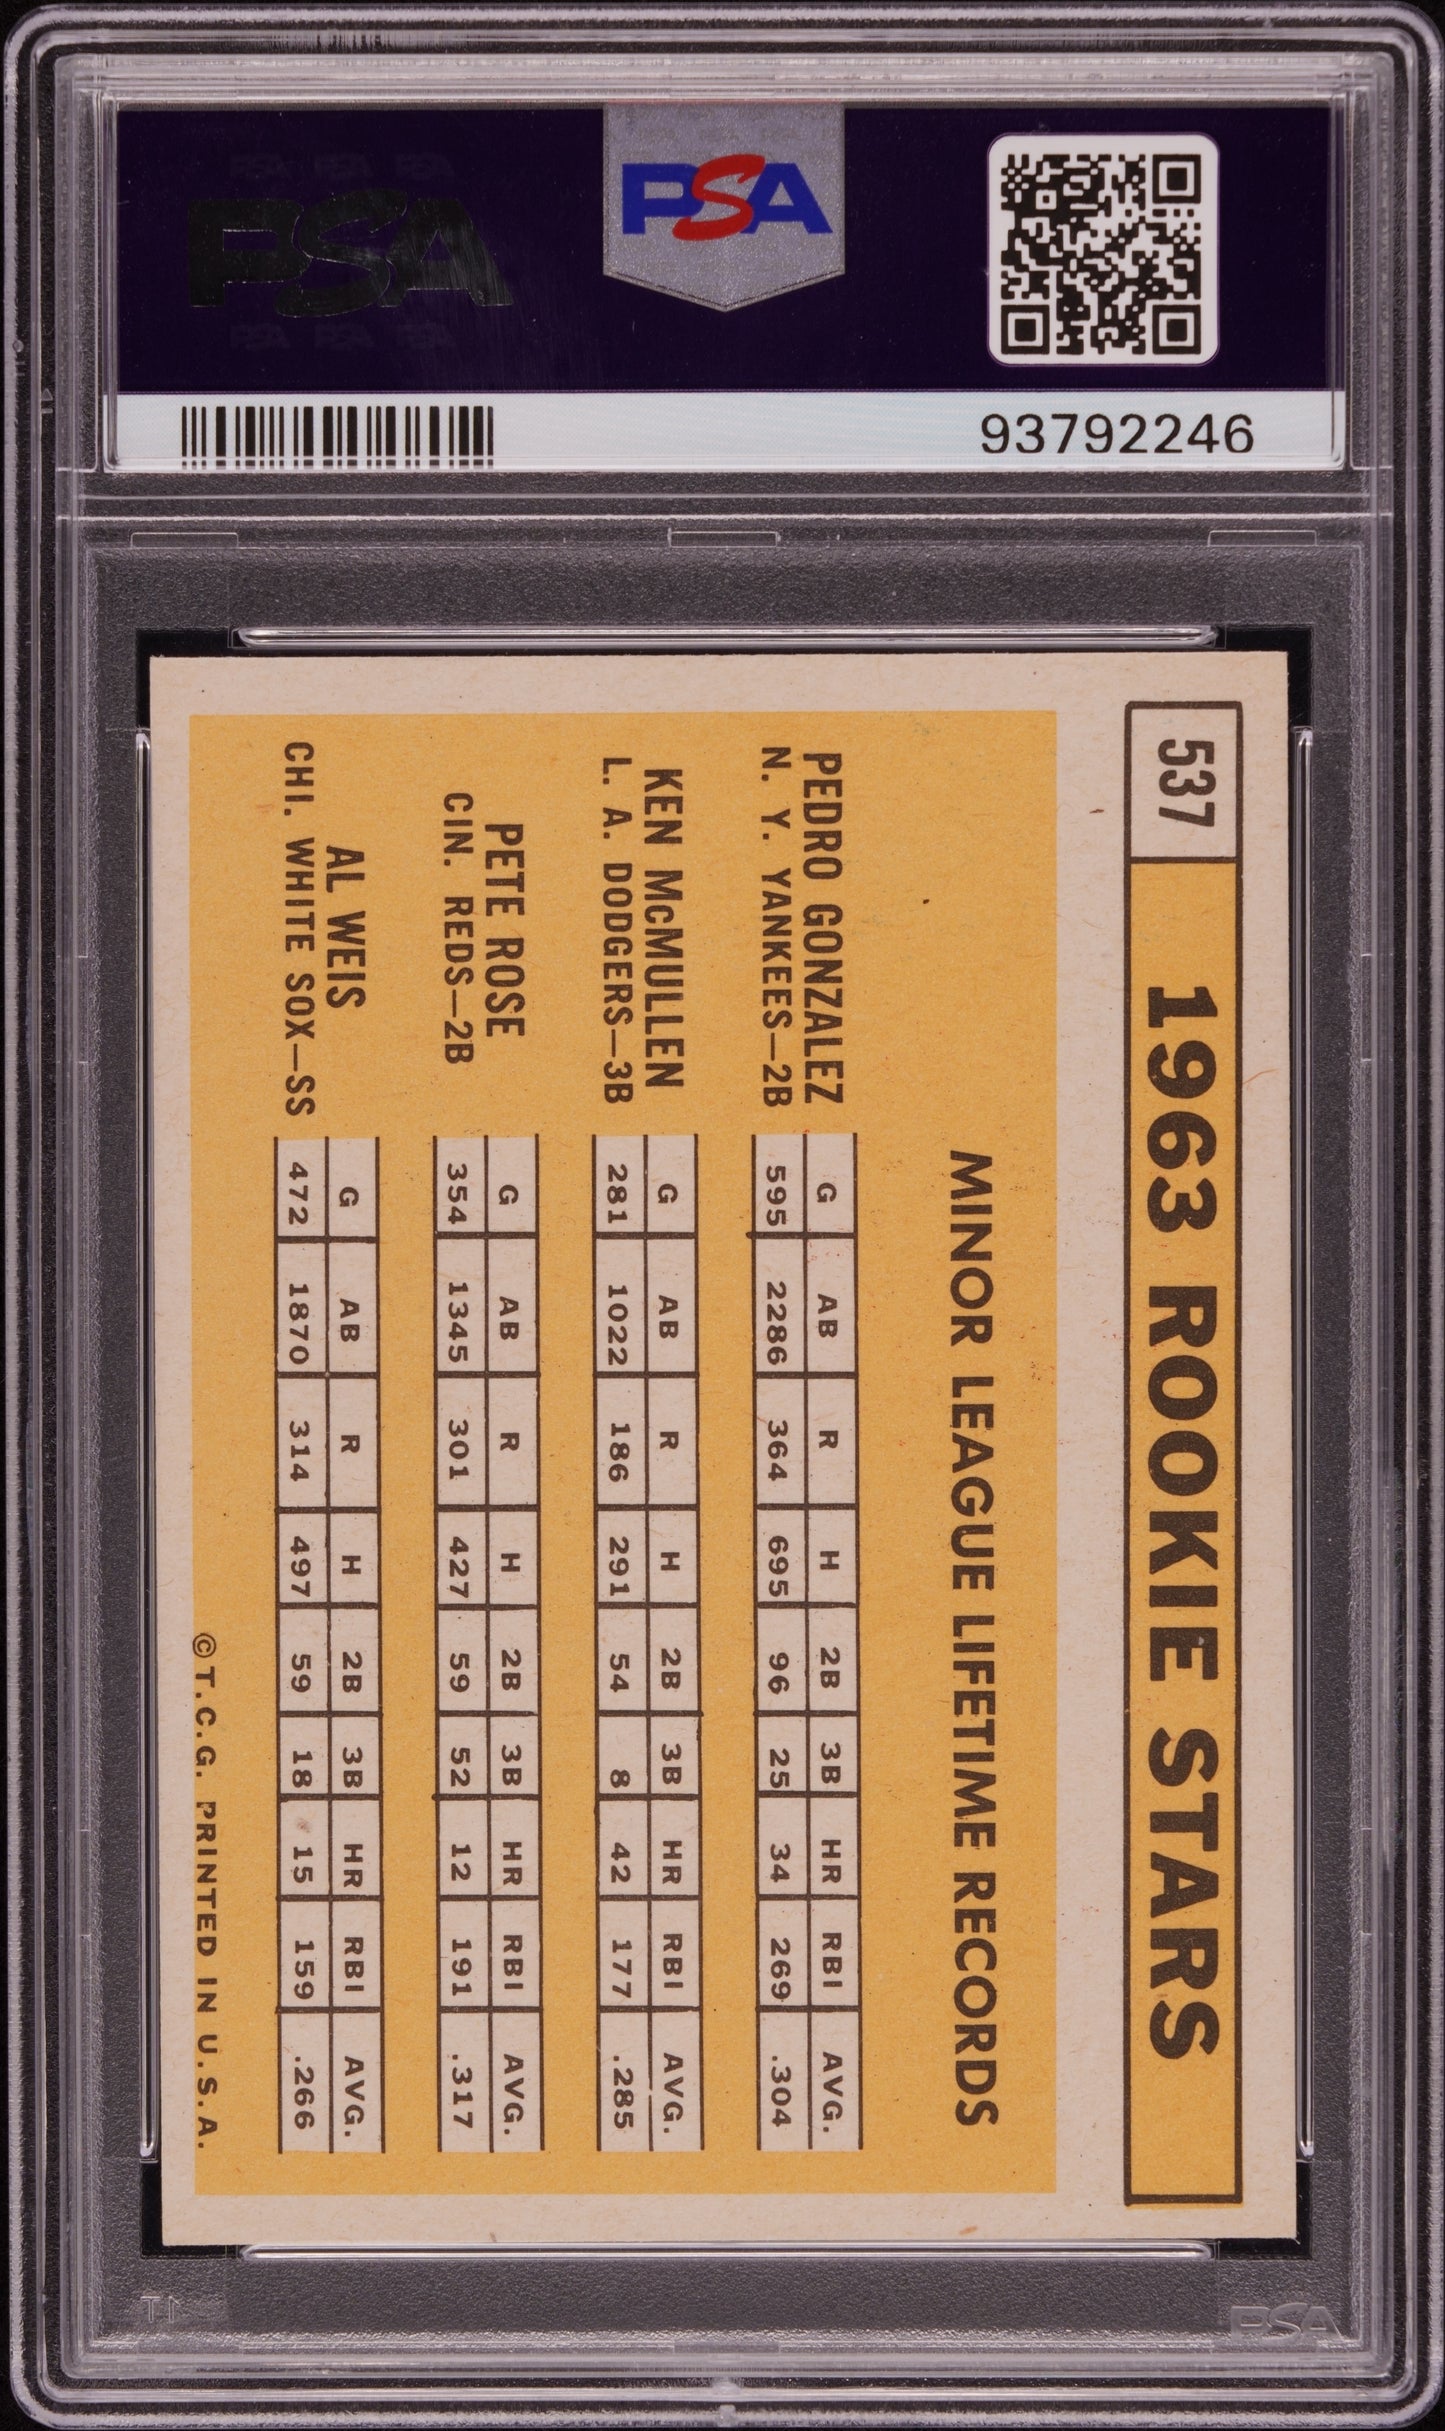 PSA
PSA
93792246
537
1963 ROOKIE STARS
MINOR LEAGUE LIFETIME RECORDS
PEDRO GONZALEZ
N. Y. YANKEES—2B
G AB R H 2B 3B HR RBI AVG.
595 2286 364 695 96 25 34 269 .304
KEN McMULLEN
L. A. DODGERS—3B
G AB R H 2B 3B HR RBI AVG.
281 1022 186 291 54 8 42 177 .285
PETE ROSE
CIN. REDS—2B
G AB R H 2B 3B HR RBI AVG.
354 1345 301 427 59 52 12 191 .317
AL WEIS
CHI. WHITE SOX—SS
G AB R H 2B 3B HR RBI AVG.
472 1870 314 497 59 18 15 159 .266
©T.C.G. PRINTED IN U.S.A.
PSA